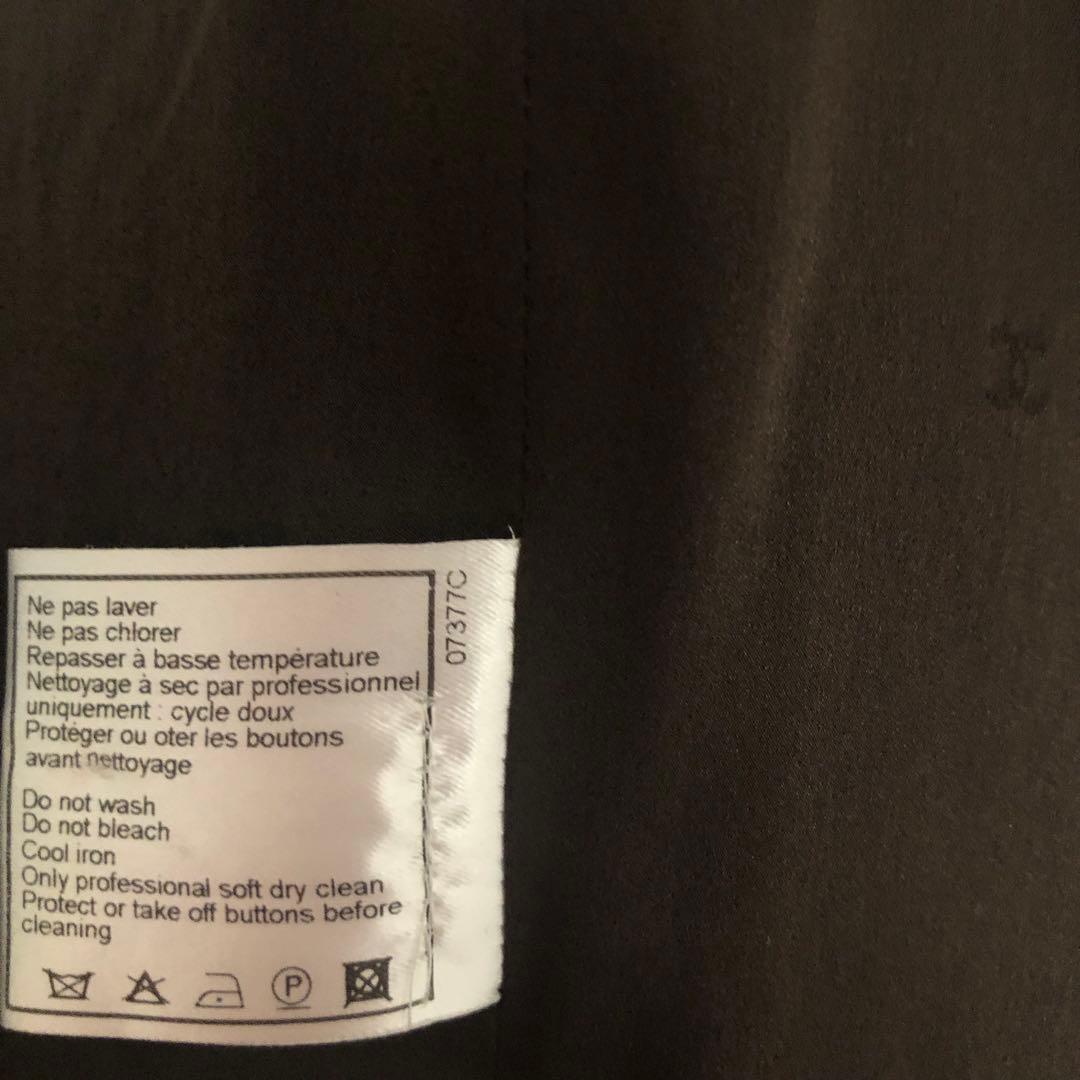 Ne pas laver
Ne pas chlorer
Repasser à basse température
Nettoyage à sec par professionnel
uniquement : cycle doux
Protéger ou oter les boutons
avant nettoyage
Do not wash
Do not bleach
Cool iron
Only professional soft dry clean
Protect or take off buttons before
cleaning
P
07377C